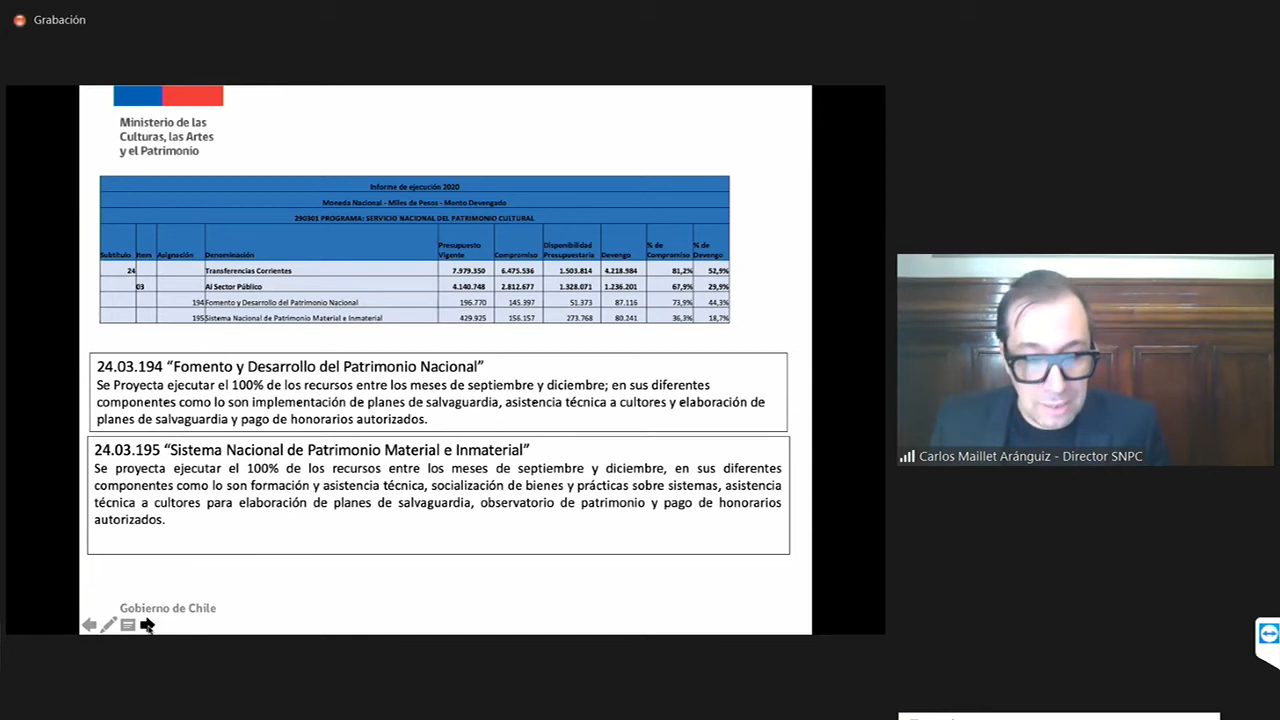 Grabación
Ministerio de las
Culturas, las Artes
y el Patrimonio
Informe de ejecución 2020
Moneda Nacional - Miles de Pesos - Monto Devengado
290301 PROGRAMA: SERVICIO NACIONAL DEL PATRIMONIO CULTURAL
Subtítulo Item Asignación Denominación Presupuesto Vigente Compromiso Disponibilidad Presupuestaria Devengo % de Compromiso % de Devengo
24 Transferencias Corrientes 7.979.350 6.475.536 1.503.814 4.218.984 81,2% 52,9%
03 Al Sector Público 4.140.748 2.812.677 1.328.071 1.236.201 67,9% 29,9%
194 Fomento y Desarrollo del Patrimonio Nacional 196.770 145.397 51.373 87.116 73,9% 44,3%
195 Sistema Nacional de Patrimonio Material e Inmaterial 429.925 156.157 273.768 80.241 36,3% 18,7%
24.03.194 “Fomento y Desarrollo del Patrimonio Nacional”
Se Proyecta ejecutar el 100% de los recursos entre los meses de septiembre y diciembre; en sus diferentes
componentes como lo son implementación de planes de salvaguardia, asistencia técnica a cultores y elaboración de
planes de salvaguardia y pago de honorarios autorizados.
24.03.195 “Sistema Nacional de Patrimonio Material e Inmaterial”
Se proyecta ejecutar el 100% de los recursos entre los meses de septiembre y diciembre, en sus diferentes
componentes como lo son formación y asistencia técnica, socialización de bienes y prácticas sobre sistemas, asistencia
técnica a cultores para elaboración de planes de salvaguardia, observatorio de patrimonio y pago de honorarios
autorizados.
Gobierno de Chile
Carlos Maillet Aránguiz - Director SNPC